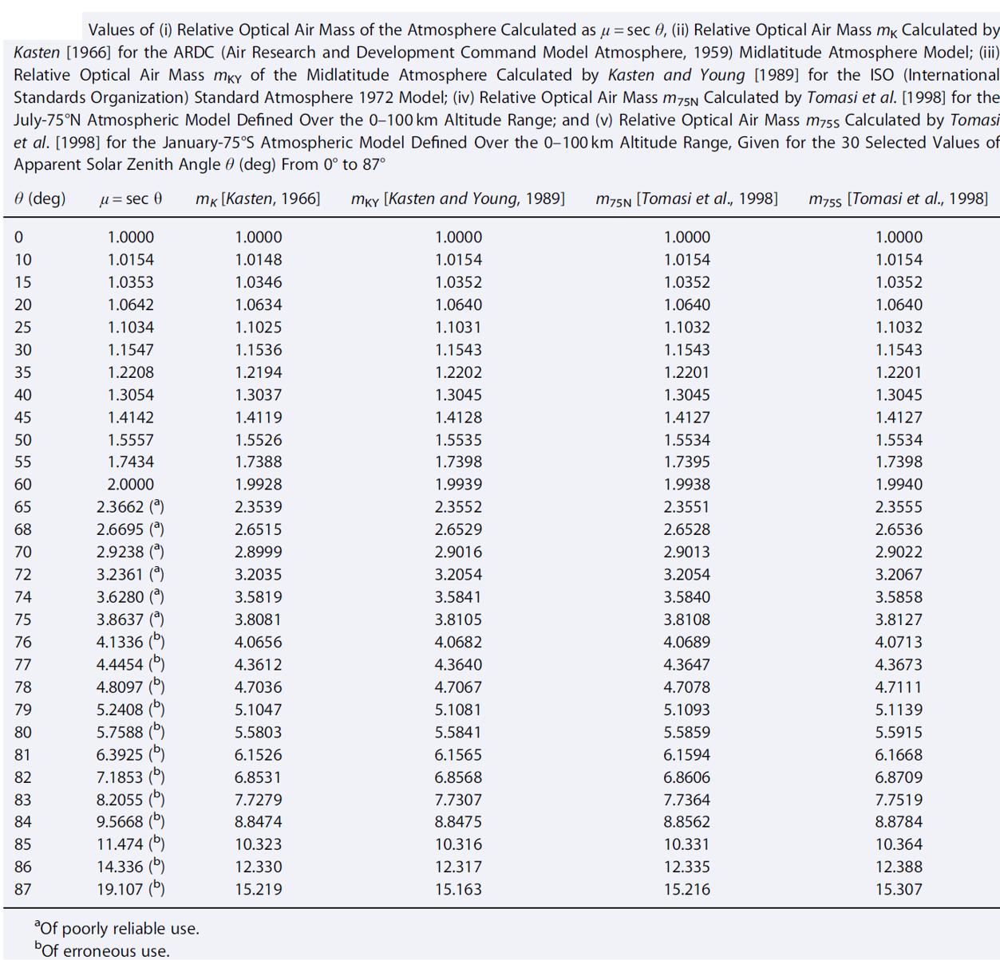 Values of (i) Relative Optical Air Mass of the Atmosphere Calculated as μ = sec θ, (ii) Relative Optical Air Mass mK Calculated by
Kasten [1966] for the ARDC (Air Research and Development Command Model Atmosphere, 1959) Midlatitude Atmosphere Model; (iii)
Relative Optical Air Mass mKY of the Midlatitude Atmosphere Calculated by Kasten and Young [1989] for the ISO (International
Standards Organization) Standard Atmosphere 1972 Model; (iv) Relative Optical Air Mass m75N Calculated by Tomasi et al. [1998] for the
July-75°N Atmospheric Model Defined Over the 0–100 km Altitude Range; and (v) Relative Optical Air Mass m75S Calculated by Tomasi
et al. [1998] for the January-75°S Atmospheric Model Defined Over the 0–100 km Altitude Range, Given for the 30 Selected Values of
Apparent Solar Zenith Angle θ (deg) From 0° to 87°
θ (deg) μ = sec θ mK [Kasten, 1966] mKY [Kasten and Young, 1989] m75N [Tomasi et al., 1998] m75S [Tomasi et al., 1998]
0 1.0000 1.0000 1.0000 1.0000 1.0000
10 1.0154 1.0148 1.0154 1.0154 1.0154
15 1.0353 1.0346 1.0352 1.0352 1.0352
20 1.0642 1.0634 1.0640 1.0640 1.0640
25 1.1034 1.1025 1.1031 1.1032 1.1032
30 1.1547 1.1536 1.1543 1.1543 1.1543
35 1.2208 1.2194 1.2202 1.2201 1.2201
40 1.3054 1.3037 1.3045 1.3045 1.3045
45 1.4142 1.4119 1.4128 1.4127 1.4127
50 1.5557 1.5526 1.5535 1.5534 1.5534
55 1.7434 1.7388 1.7398 1.7395 1.7398
60 2.0000 1.9928 1.9939 1.9938 1.9940
65 2.3662 (a) 2.3539 2.3552 2.3551 2.3555
68 2.6695 (a) 2.6515 2.6529 2.6528 2.6536
70 2.9238 (a) 2.8999 2.9016 2.9013 2.9022
72 3.2361 (a) 3.2035 3.2054 3.2054 3.2067
74 3.6280 (a) 3.5819 3.5841 3.5840 3.5858
75 3.8637 (a) 3.8081 3.8105 3.8108 3.8127
76 4.1336 (b) 4.0656 4.0682 4.0689 4.0713
77 4.4454 (b) 4.3612 4.3640 4.3647 4.3673
78 4.8097 (b) 4.7036 4.7067 4.7078 4.7111
79 5.2408 (b) 5.1047 5.1081 5.1093 5.1139
80 5.7588 (b) 5.5803 5.5841 5.5859 5.5915
81 6.3925 (b) 6.1526 6.1565 6.1594 6.1668
82 7.1853 (b) 6.8531 6.8568 6.8606 6.8709
83 8.2055 (b) 7.7279 7.7307 7.7364 7.7519
84 9.5668 (b) 8.8474 8.8475 8.8562 8.8784
85 11.474 (b) 10.323 10.316 10.331 10.364
86 14.336 (b) 12.330 12.317 12.335 12.388
87 19.107 (b) 15.219 15.163 15.216 15.307
aOf poorly reliable use.
bOf erroneous use.